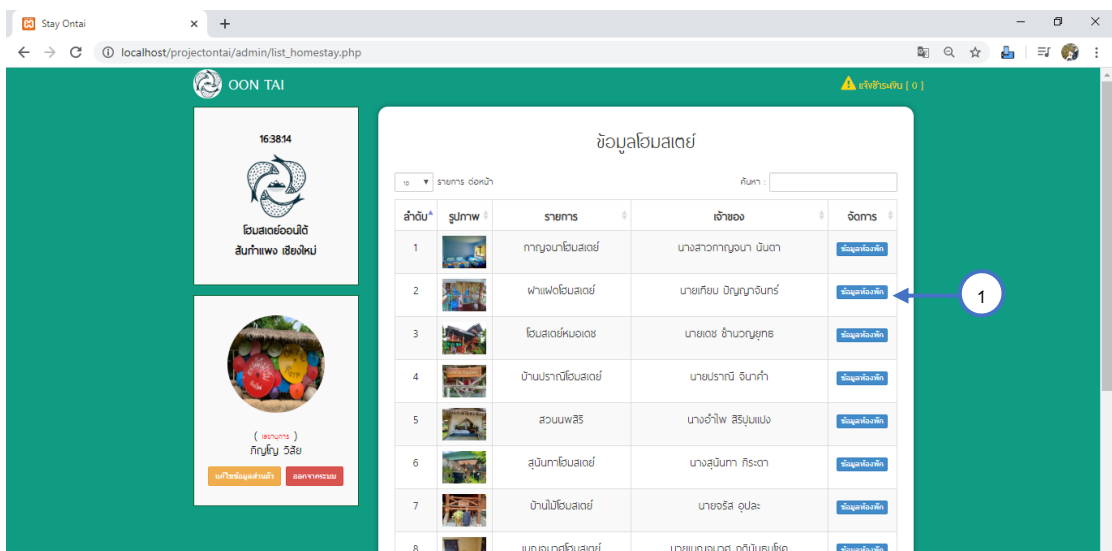 Stay Ontai
localhost/projectontai/admin/list_homestay.php
OON TAI
แจ้งชำระเงิน [ 0 ]
16:38:14
โฮมสเตย์ออนใต้
สันกำแพง เชียงใหม่
( เลขานุการ )
ภิญโญ วิสัย
แก้ไขข้อมูลส่วนตัว ออกจากระบบ
ข้อมูลโฮมสเตย์
10 รายการ ต่อหน้า ค้นหา :
ลำดับ รูปภาพ รายการ เจ้าของ จัดการ
1 กาญจนาโฮมสเตย์ นางสาวกาญจนา นันตา ข้อมูลห้องพัก
2 ฝาแฝดโฮมสเตย์ นายเทียบ ปัญญาจันทร์ ข้อมูลห้องพัก
1
3 โฮมสเตย์หมอเดช นายเดช ชำนวญยุทธ ข้อมูลห้องพัก
4 บ้านปราณีโฮมสเตย์ นายปราณี จินาคำ ข้อมูลห้องพัก
5 สวนนพสิริ นางอำไพ สิริปุมแปง ข้อมูลห้องพัก
6 สุนันทาโฮมสเตย์ นางสุนันทา ถิระตา ข้อมูลห้องพัก
7 บ้านไม้โฮมสเตย์ นายจรัส อุปละ ข้อมูลห้องพัก
8 ข้อมูลห้องพัก